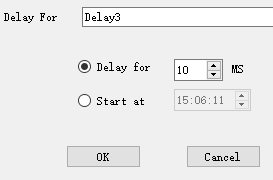 Delay For Delay3
Delay for 10 MS
Start at 15:06:11
OK Cancel